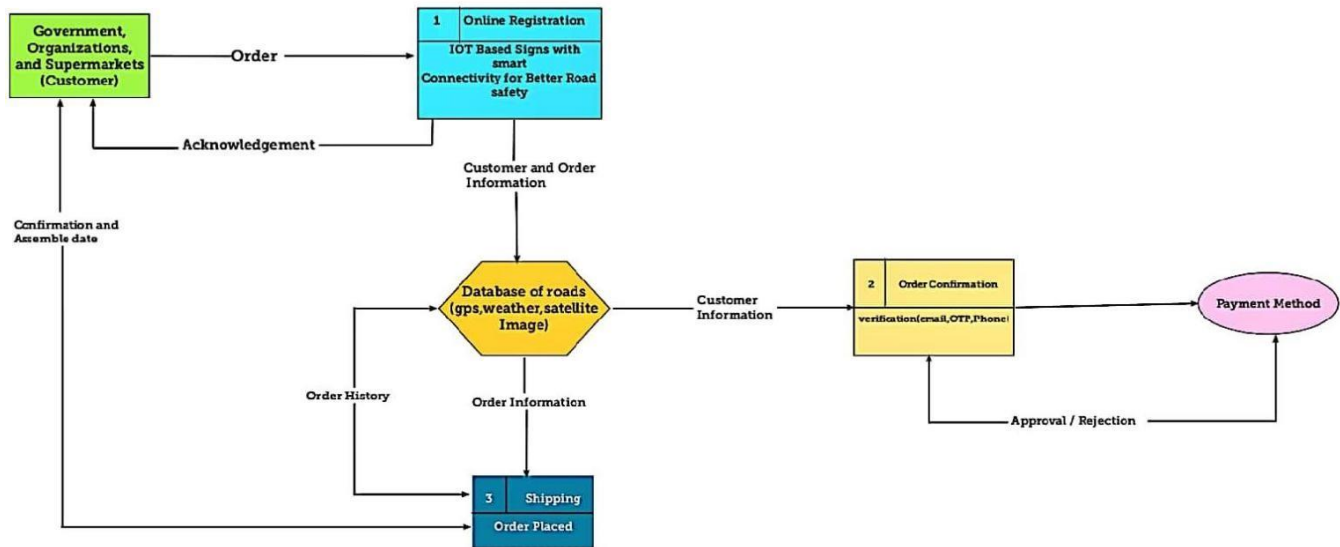 Government,
Organizations,
and Supermarkets
(Customer)
Order
1
Online Registration
IOT Based Signs with
smart
Connectivity for Better Road
safety
Acknowledgement
Customer and Order
Information
Confirmation and
Assemble date
Database of roads
(gps,weather,satellite
Image)
Customer
Information
2
Order Confirmation
verification(email,OTP,Phone)
Payment Method
Order History
Order Information
Approval / Rejection
3
Shipping
Order Placed